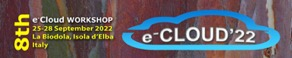 8th
e-Cloud WORKSHOP
25-28 September 2022
La Biodola, Isola d'Elba
Italy
e-CLOUD'22